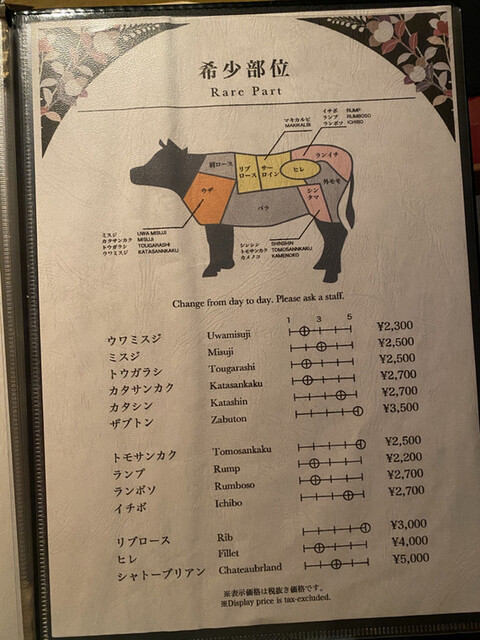 希少部位
Rare Part
マキカルビ
MAKIKALBI
イチボ RUMP
ランプ RUMBOSO
ランボソ ICHIBO
肩ロース
リブロース
サーロイン
ヒレ
ランイチ
外モモ
ウデ
シンタマ
バラ
ミスジ UWA MISUJI
カタサンカク MISUJI
トウガラシ TOUGARASHI
ウワミスジ KATASANNKAKU
シンシン SHINSHIN
トモサンカク TOMOSANNKAKU
カメノコ KAMENOKO
Change from day to day. Please ask a staff.
1 3 5
ウワミスジ Uwamisuji ¥2,300
ミスジ Misuji ¥2,500
トウガラシ Tougarashi ¥2,500
カタサンカク Katasankaku ¥2,700
カタシン Katashin ¥2,700
ザブトン Zabuton ¥3,500
トモサンカク Tomosankaku ¥2,500
ランプ Rump ¥2,200
ランボソ Rumboso ¥2,700
イチボ Ichibo ¥2,700
リブロース Rib ¥3,000
ヒレ Fillet ¥4,000
シャトーブリアン Chateaubrland ¥5,000
※表示価格は税抜き価格です。
※Display price is tax-excluded.